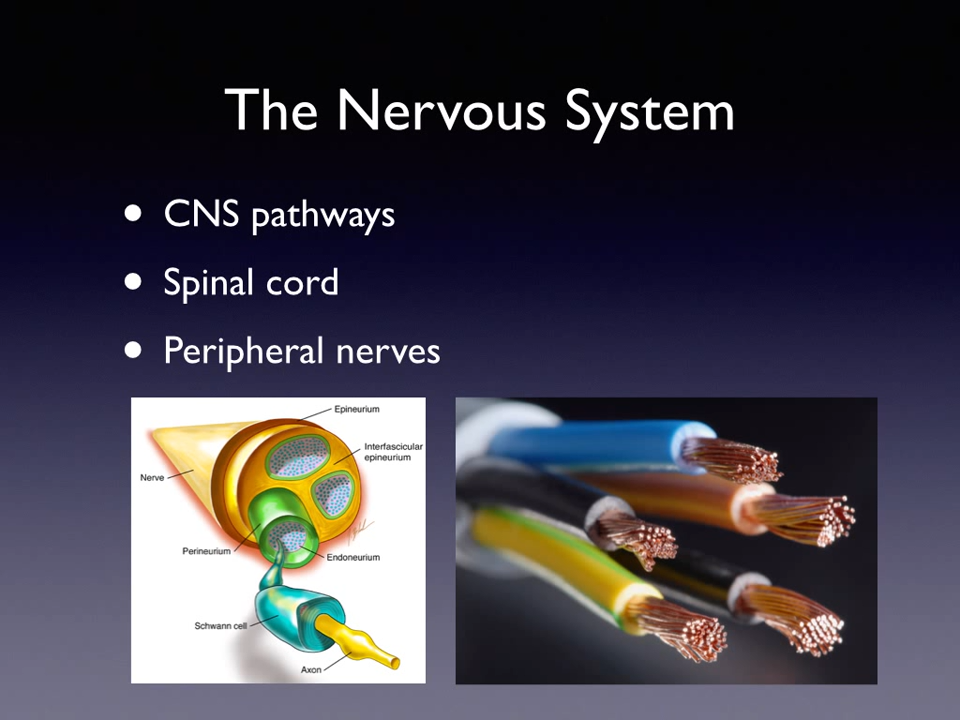 The Nervous System
• CNS pathways
• Spinal cord
• Peripheral nerves
Epineurium
Interfascicular
epineurium
Nerve
Perineurium
Endoneurium
Schwann cell
Axon